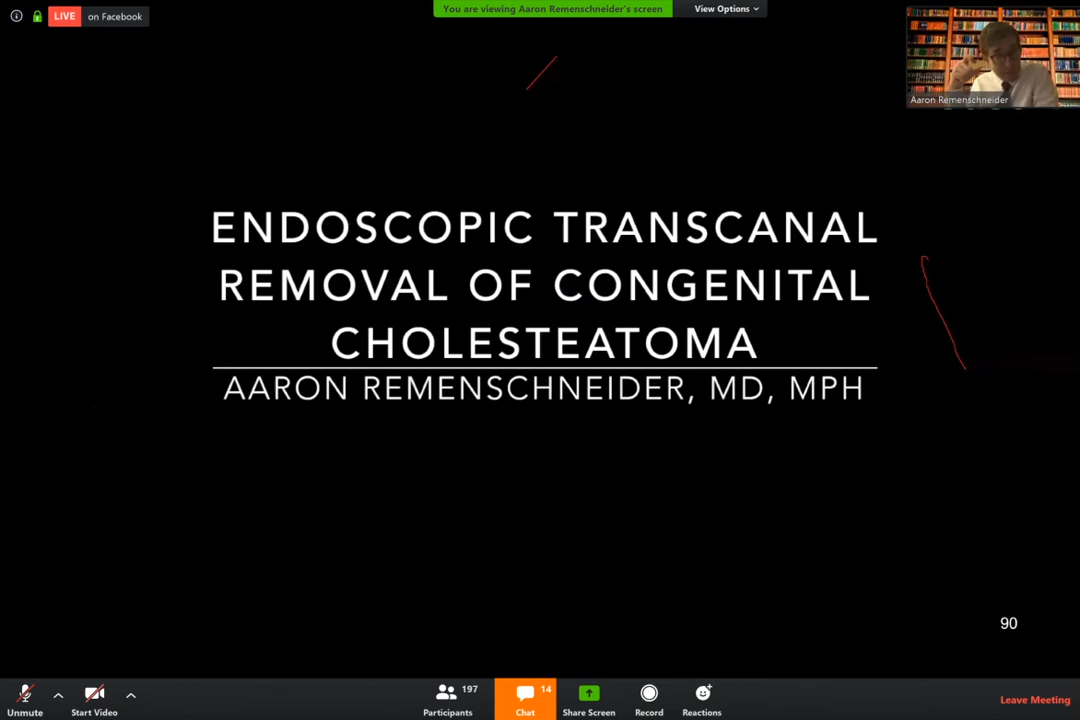 LIVE on Facebook
You are viewing Aaron Remenschneider's screen
View Options
Aaron Remenschneider
ENDOSCOPIC TRANSCANAL
REMOVAL OF CONGENITAL
CHOLESTEATOMA
AARON REMENSCHNEIDER, MD, MPH
90
Unmute
Start Video
Participants 197
Chat 14
Share Screen
Record
Reactions
Leave Meeting